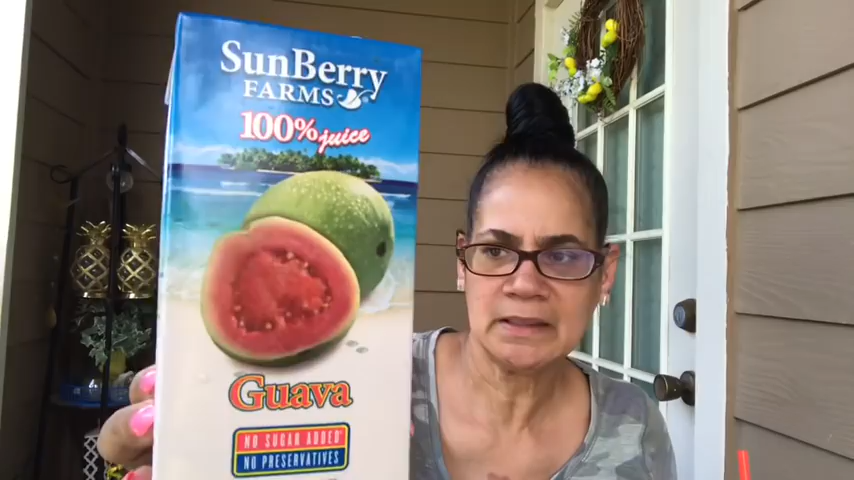 SunBerry
FARMS
100% juice
Guava
NO SUGAR ADDED
NO PRESERVATIVES